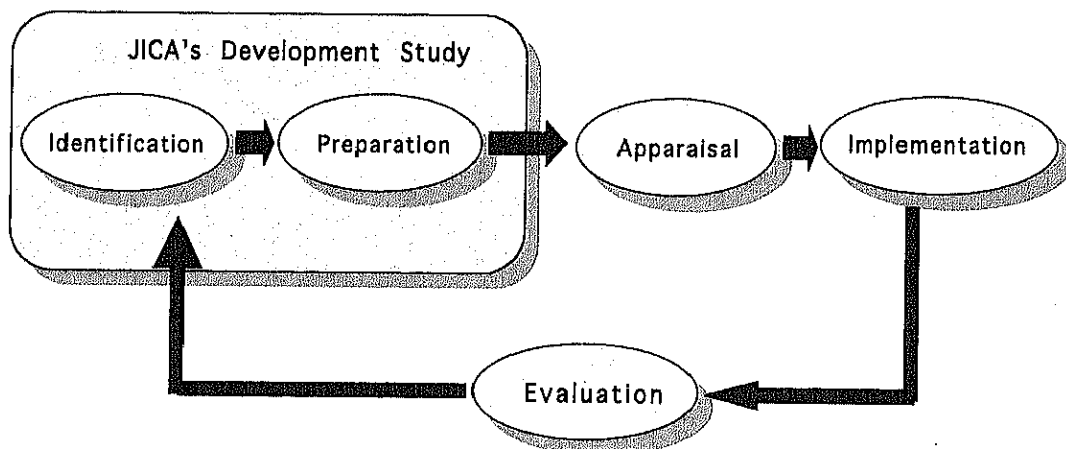 JICA's Development Study
Identification
Preparation
Apparaisal
Implementation
Evaluation